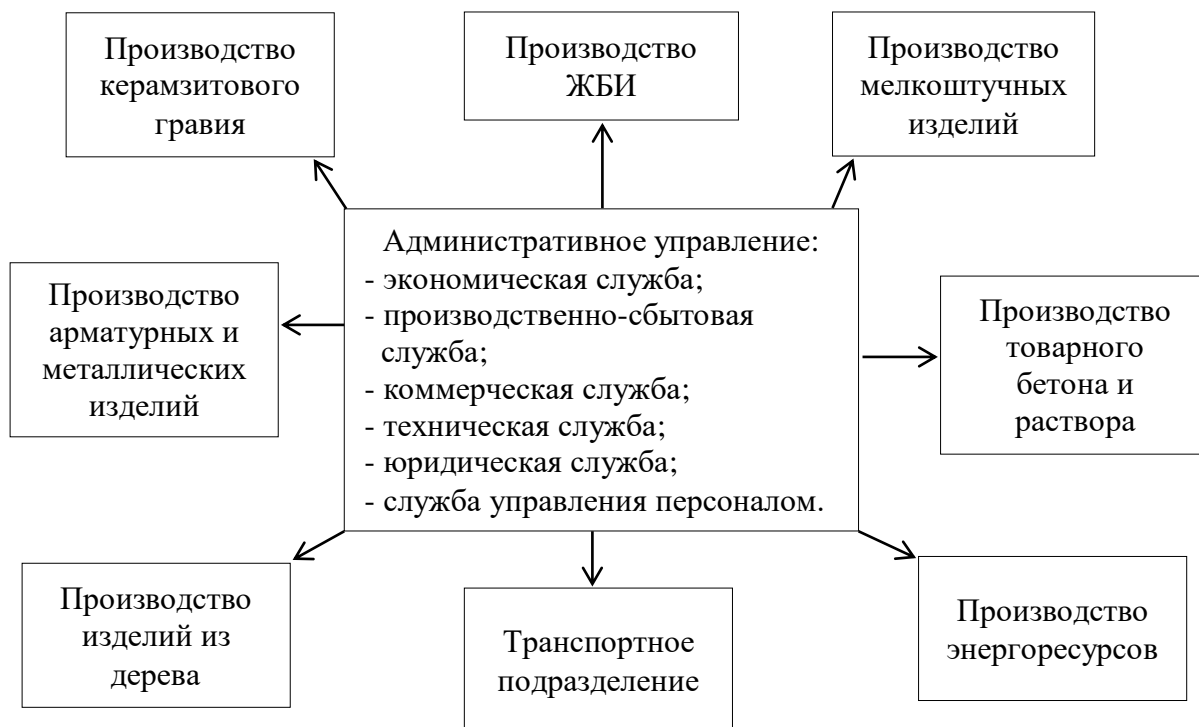 Производство
керамзитового
гравия
Производство
ЖБИ
Производство
мелкоштучных
изделий
Административное управление:
- экономическая служба;
- производственно-сбытовая
служба;
- коммерческая служба;
- техническая служба;
- юридическая служба;
- служба управления персоналом.
Производство
арматурных и
металлических
изделий
Производство
товарного
бетона и
раствора
Производство
изделий из
дерева
Транспортное
подразделение
Производство
энергоресурсов